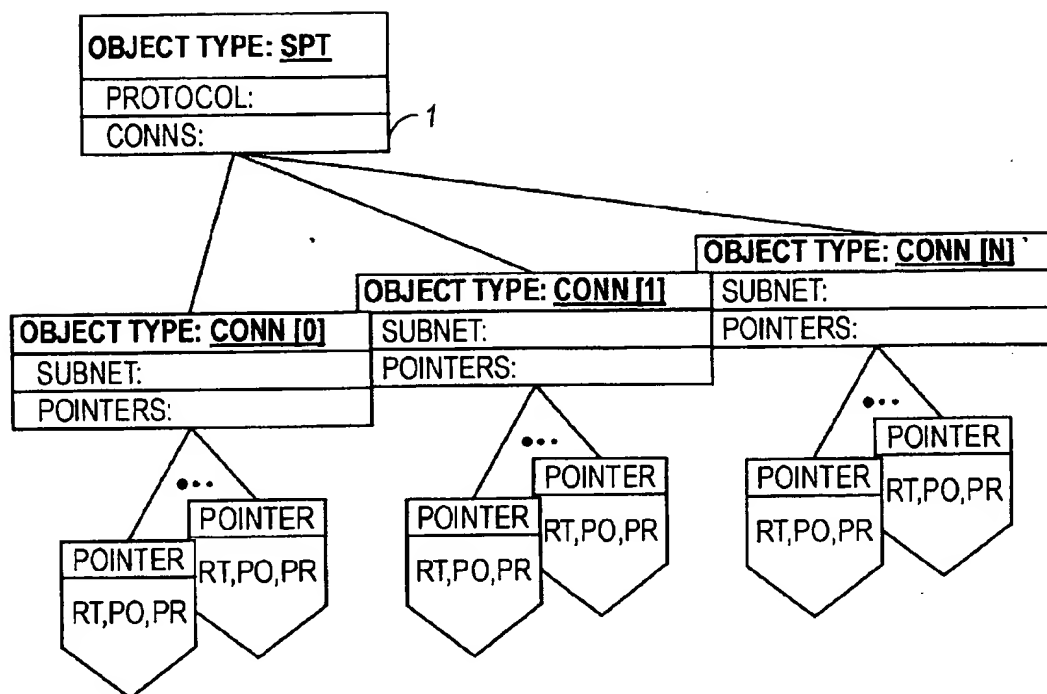 OBJECT TYPE: SPT
PROTOCOL:
CONNS:
1
OBJECT TYPE: CONN [0]
SUBNET:
POINTERS:
POINTER
RT,PO,PR
POINTER
RT,PO,PR
OBJECT TYPE: CONN [1]
SUBNET:
POINTERS:
POINTER
RT,PO,PR
POINTER
RT,PO,PR
OBJECT TYPE: CONN [N]
SUBNET:
POINTERS:
POINTER
RT,PO,PR
POINTER
RT,PO,PR